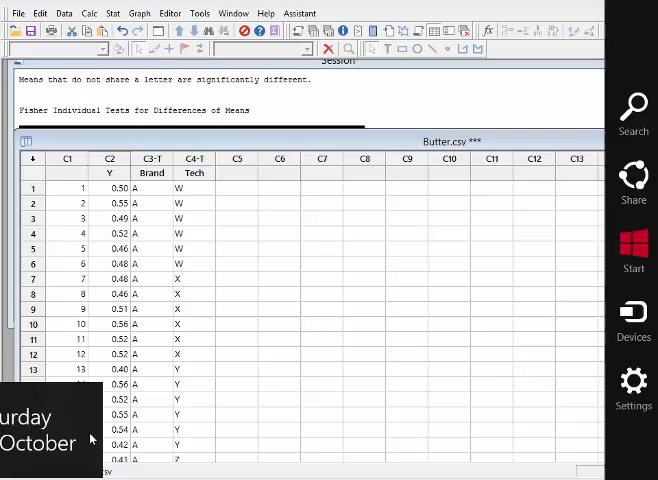 File Edit Data Calc Stat Graph Editor Tools Window Help Assistant
Session
Means that do not share a letter are significantly different.
Fisher Individual Tests for Differences of Means
Butter.csv ***
C1 C2 C3-T C4-T C5 C6 C7 C8 C9 C10 C11 C12 C13
Y Brand Tech
1 1 0.50 A W
2 2 0.55 A W
3 3 0.49 A W
4 4 0.52 A W
5 5 0.46 A W
6 6 0.48 A W
7 7 0.48 A X
8 8 0.46 A X
9 9 0.51 A X
10 10 0.56 A X
11 11 0.52 A X
12 12 0.52 A X
13 13 0.40 A Y
0.56 A Y
0.52 A Y
0.55 A Y
0.54 A Y
0.42 A Y
0.41 A Z
urday
October
sv
Search
Share
Start
Devices
Settings